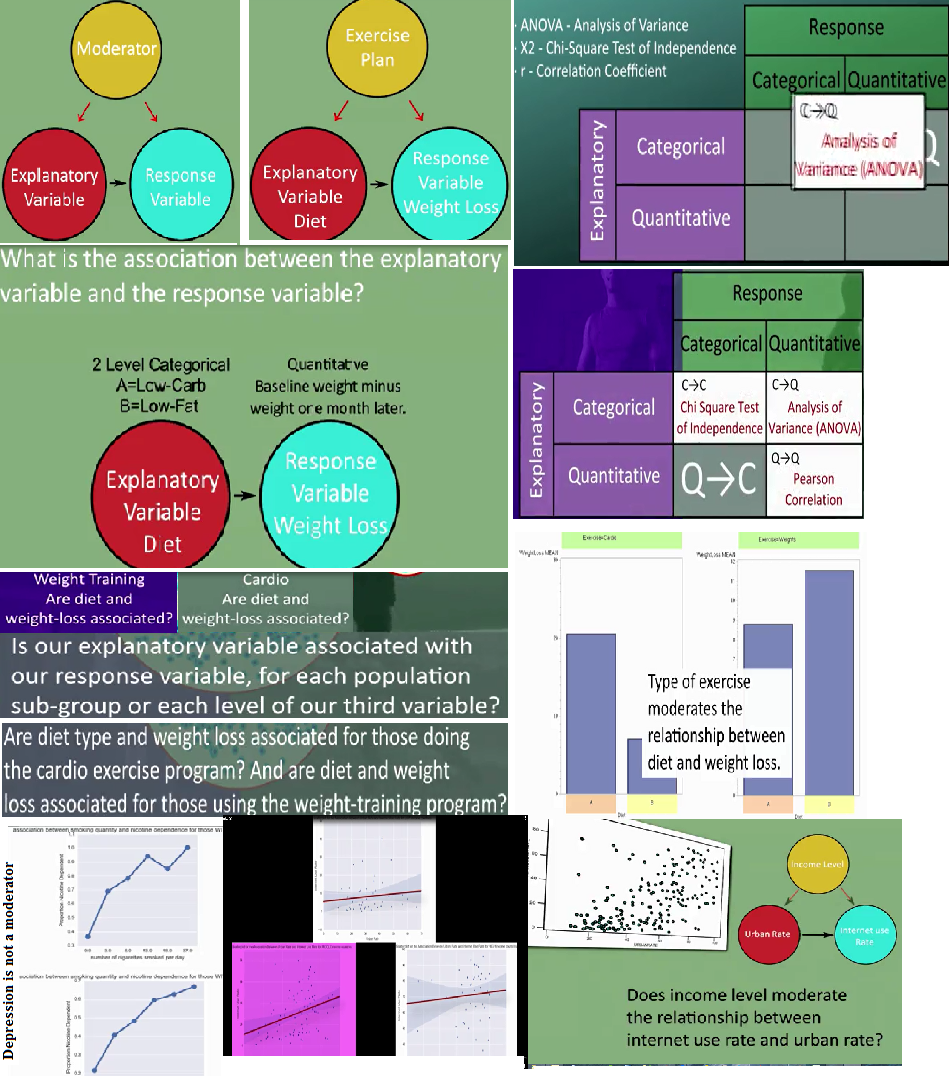 Moderator
Explanatory
Variable
Response
Variable
Exercise
Plan
Explanatory
Variable
Diet
Response
Variable
Weight Loss
· ANOVA - Analysis of Variance
· X2 - Chi-Square Test of Independence
· r - Correlation Coefficient
Response
Categorical
Quantitative
Explanatory
Categorical
Quantitative
C→Q
Analysis of
Variance (ANOVA)
Q
What is the association between the explanatory
variable and the response variable?
2 Level Categorical
A=Low-Carb
B=Low-Fat
Quantitative
Baseline weight minus
weight one month later.
Explanatory
Variable
Diet
Response
Variable
Weight Loss
Response
Categorical
Quantitative
Explanatory
Categorical
Quantitative
C→C
Chi Square Test
of Independence
C→Q
Analysis of
Variance (ANOVA)
Q→C
Q→Q
Pearson
Correlation
Weight Training
Are diet and
weight-loss associated?
Cardio
Are diet and
weight-loss associated?
Is our explanatory variable associated with
our response variable, for each population
sub-group or each level of our third variable?
Are diet type and weight loss associated for those doing
the cardio exercise program? And are diet and weight
loss associated for those using the weight-training program?
Exercise=Cardio
WeightLoss MEAN
A
B
Diet
Exercise=Weights
WeightLoss MEAN
A
B
Diet
Type of exercise
moderates the
relationship between
diet and weight loss.
Depression is not a moderator
association between smoking quantity and nicotine dependence for those
Proportion Nicotine Dependent
number of cigarettes smoked per day
association between smoking quantity and nicotine dependence for those
Proportion Nicotine Dependent
Income Level
Urban Rate
Internet use
Rate
Does income level moderate
the relationship between
internet use rate and urban rate?